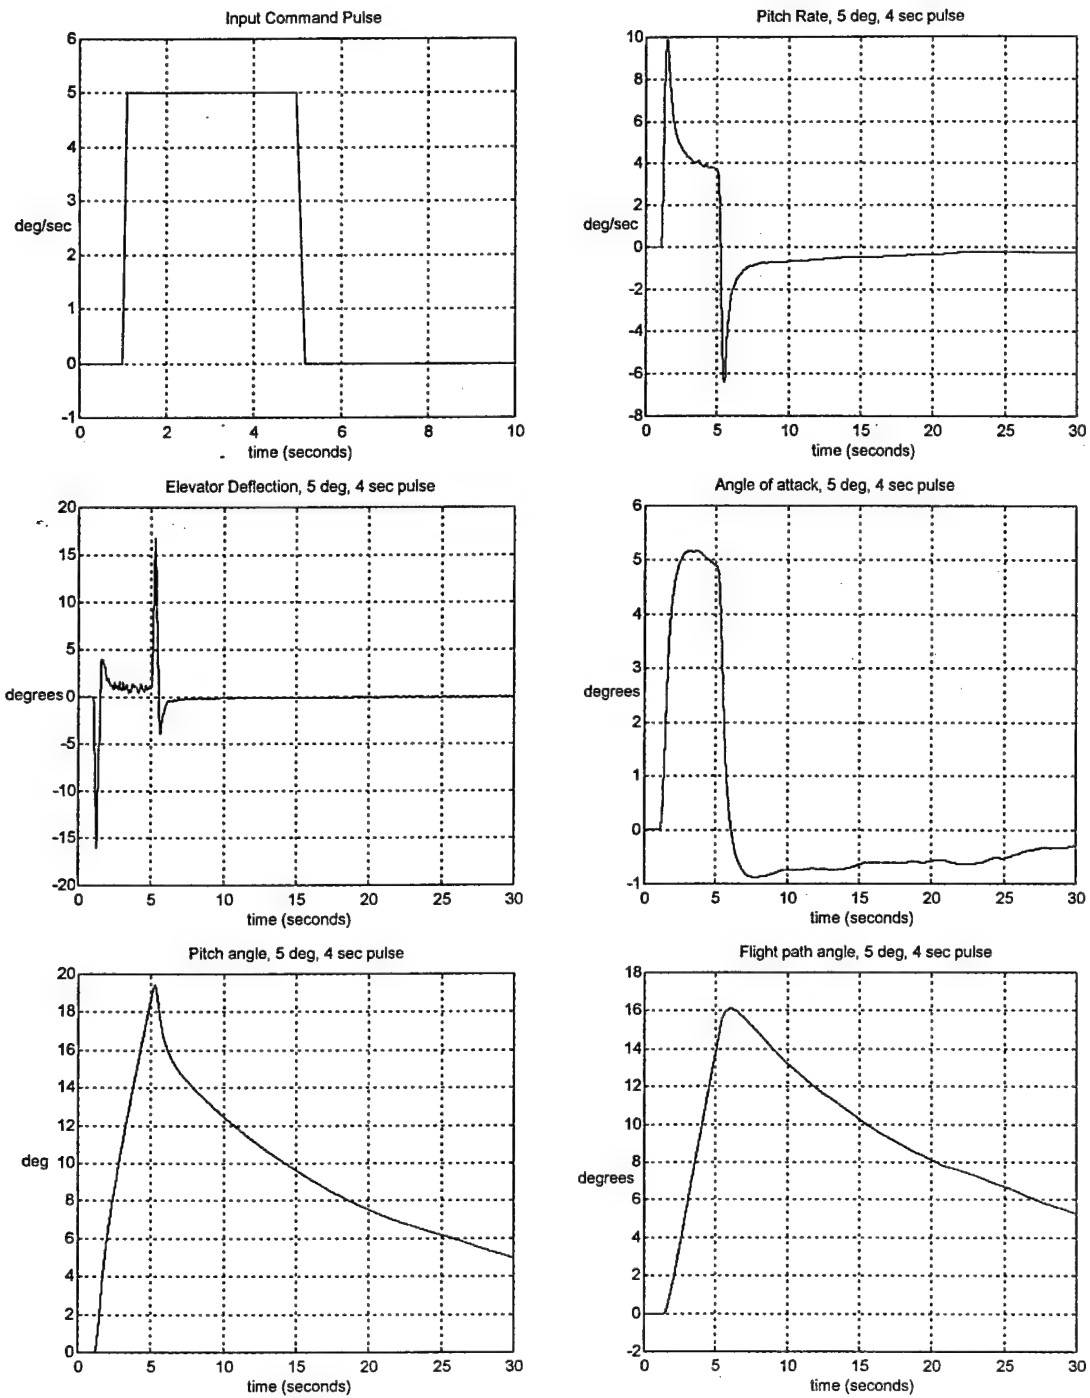 Input Command Pulse
6
5
4
3
deg/sec
2
1
0
-1
0 2 4 6 8 10
time (seconds)
Pitch Rate, 5 deg, 4 sec pulse
10
8
6
4
2
deg/sec
0
-2
-4
-6
-8
0 5 10 15 20 25 30
time (seconds)
Elevator Deflection, 5 deg, 4 sec pulse
20
15
10
5
degrees 0
-5
-10
-15
-20
0 5 10 15 20 25 30
time (seconds)
Angle of attack, 5 deg, 4 sec pulse
6
5
4
3
degrees
2
1
0
-1
0 5 10 15 20 25 30
time (seconds)
Pitch angle, 5 deg, 4 sec pulse
20
18
16
14
12
deg 10
8
6
4
2
0
0 5 10 15 20 25 30
time (seconds)
Flight path angle, 5 deg, 4 sec pulse
18
16
14
12
10
8
degrees
6
4
2
0
-2
0 5 10 15 20 25 30
time (seconds)